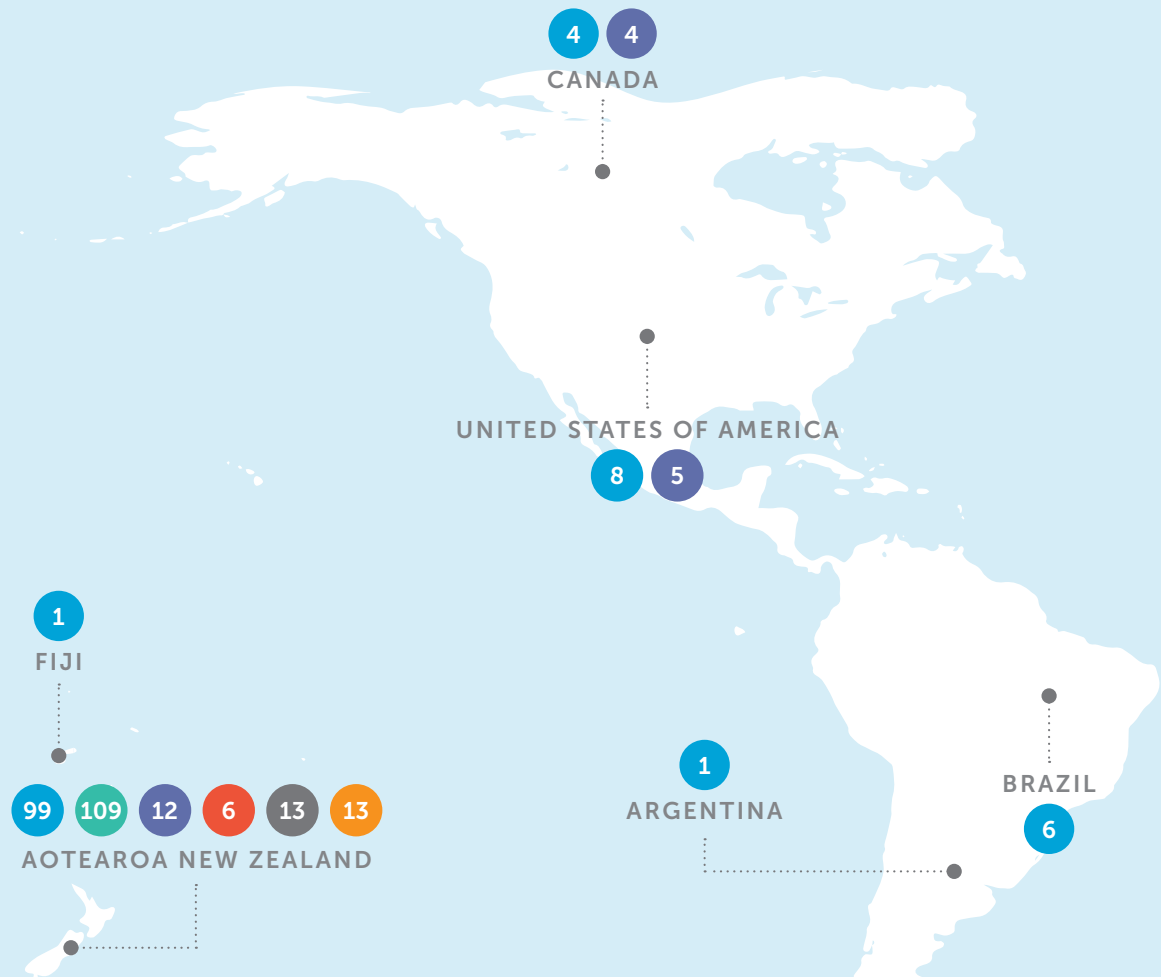 4 4
CANADA
UNITED STATES OF AMERICA
8 5
1
FIJI
99 109 12 6 13 13
AOTEAROA NEW ZEALAND
1
ARGENTINA
BRAZIL
6